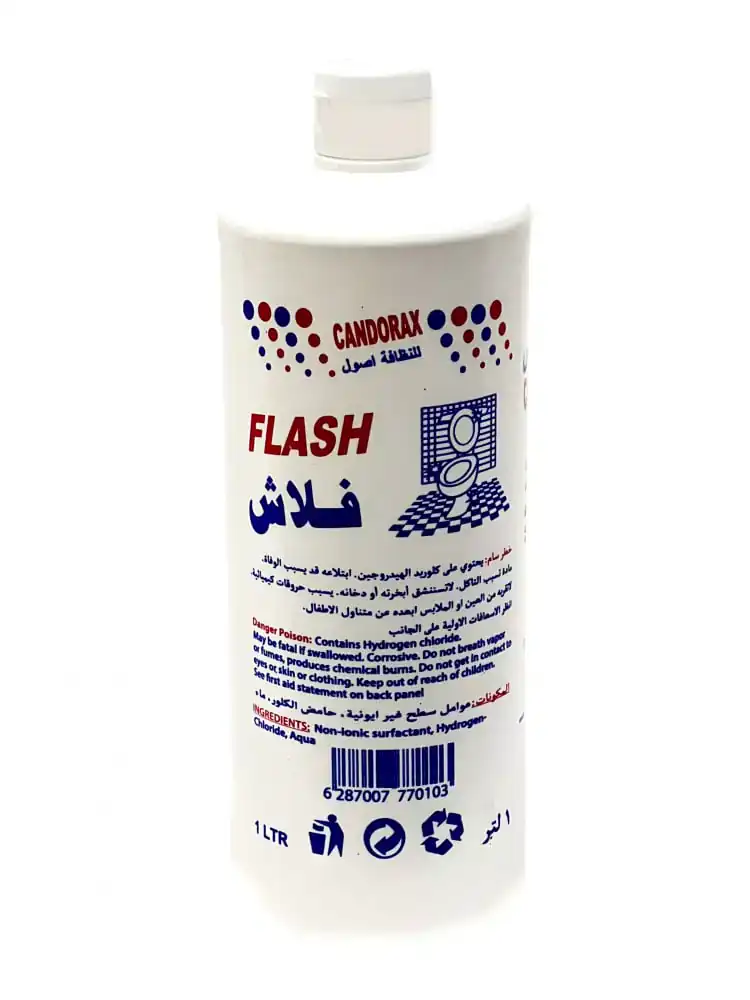 CANDORAX
للنظافة اصول
FLASH
فلاش
خطر سام: يحتوي على كلوريد الهيدروجين. ابتلاعه قد يسبب الوفاة.
مادة تسبب التاكل. لاتستنشق أبخرته أو دخانه. يسبب حروقات كيميائية.
لاتقربه من العين او الملابس ابعده عن متناول الاطفال.
انظر الاسعافات الاولية على الجانب
Danger Poison: Contains Hydrogen chloride.
May be fatal if swallowed. Corrosive. Do not breath vapor
or fumes, produces chemical burns. Do not get in contact to
eyes or skin or clothing. Keep out of reach of children.
See first aid statement on back panel
المكونات: عوامل سطح غير ايونية. حامض الكلور. ماء
INGREDIENTS: Non-ionic surfactant, Hydrogen-
Chloride, Aqua
6 287007 770103
1 LTR
١ لتر